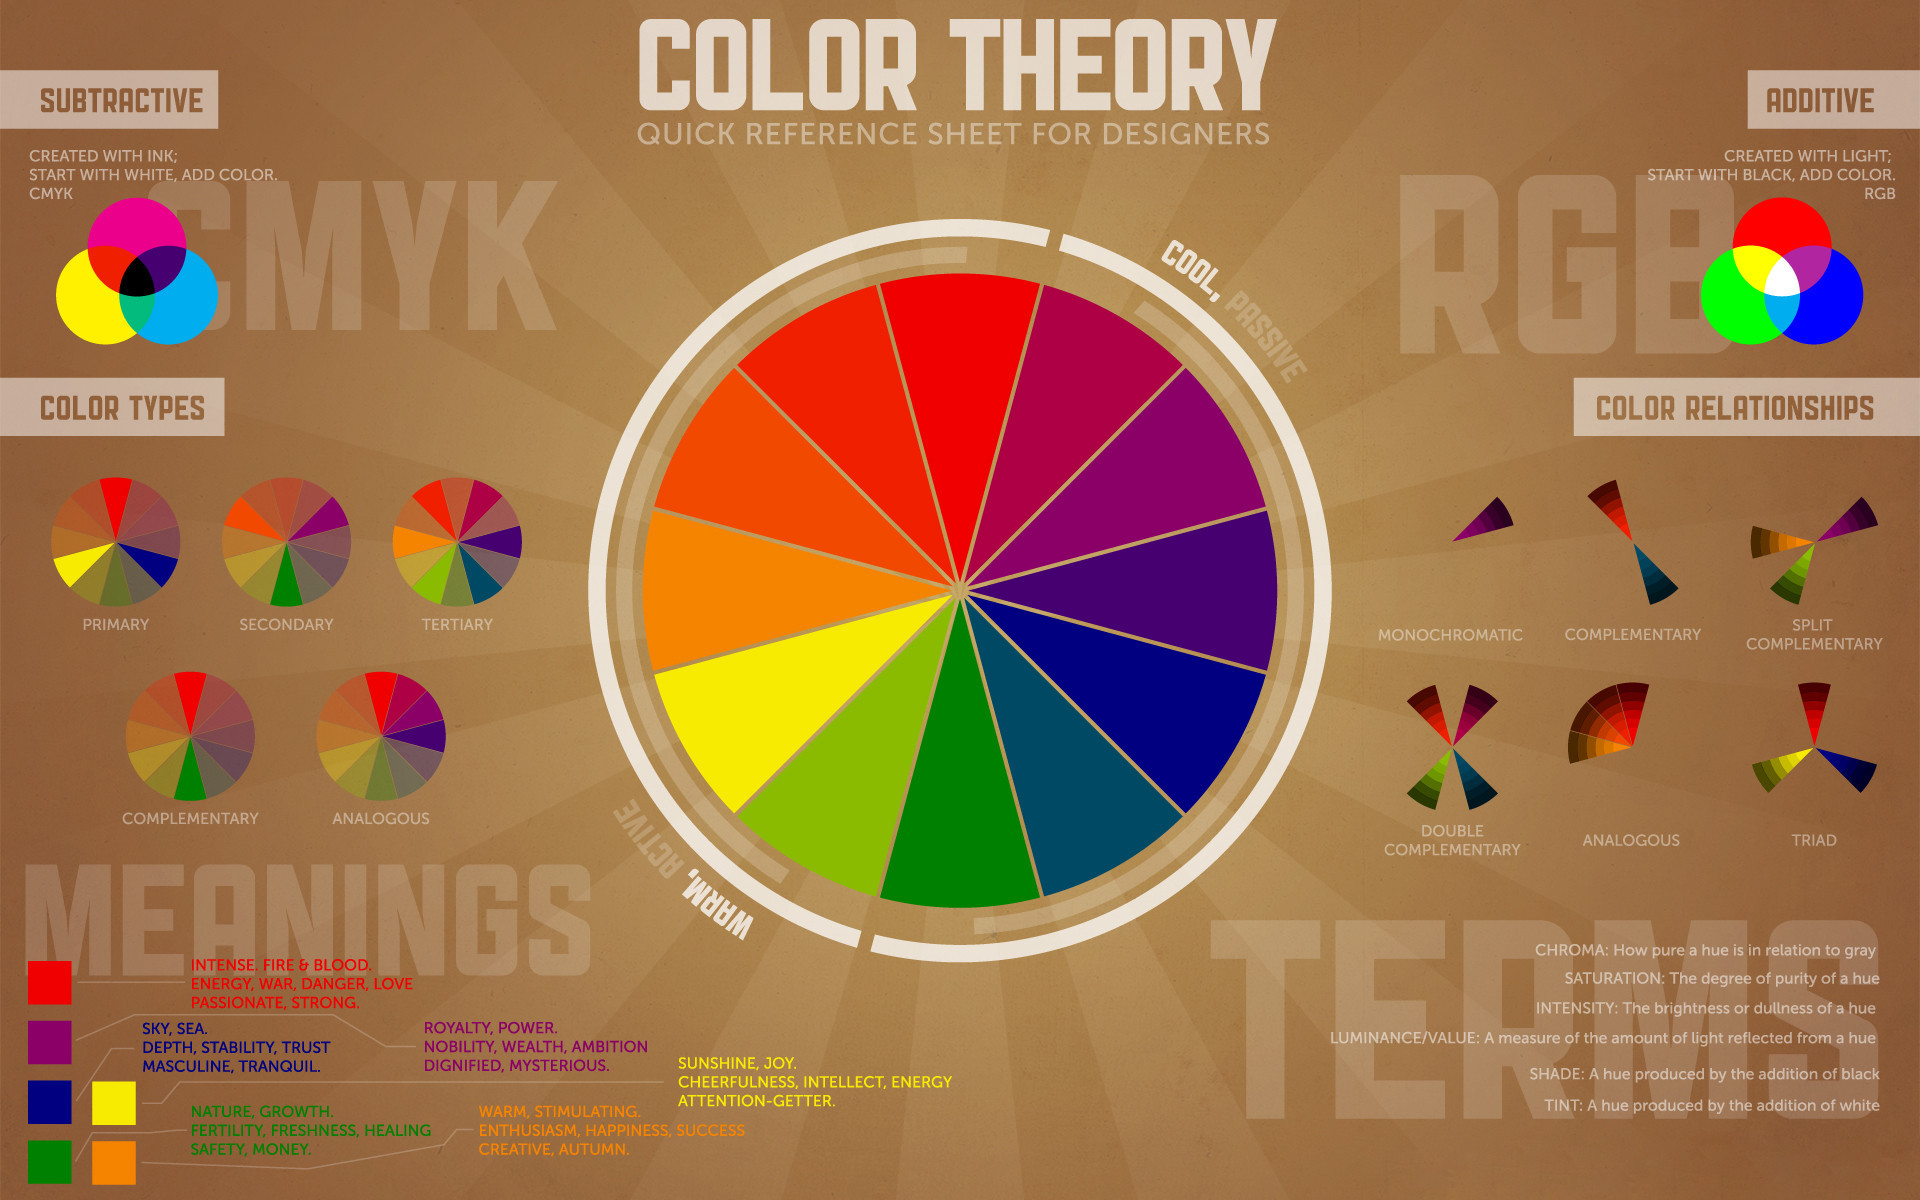 COLOR THEORY
QUICK REFERENCE SHEET FOR DESIGNERS
SUBTRACTIVE
CREATED WITH INK;
START WITH WHITE, ADD COLOR.
CMYK
CMYK
ADDITIVE
CREATED WITH LIGHT;
START WITH BLACK, ADD COLOR.
RGB
RGB
COOL, PASSIVE
WARM, ACTIVE
COLOR TYPES
PRIMARY
SECONDARY
TERTIARY
COMPLEMENTARY
ANALOGOUS
COLOR RELATIONSHIPS
MONOCHROMATIC
COMPLEMENTARY
SPLIT
COMPLEMENTARY
DOUBLE
COMPLEMENTARY
ANALOGOUS
TRIAD
MEANINGS
INTENSE. FIRE & BLOOD.
ENERGY, WAR, DANGER, LOVE
PASSIONATE, STRONG.
SKY, SEA.
DEPTH, STABILITY, TRUST
MASCULINE, TRANQUIL.
ROYALTY, POWER.
NOBILITY, WEALTH, AMBITION
DIGNIFIED, MYSTERIOUS.
SUNSHINE, JOY.
CHEERFULNESS, INTELLECT, ENERGY
ATTENTION-GETTER.
NATURE, GROWTH.
FERTILITY, FRESHNESS, HEALING
SAFETY, MONEY.
WARM, STIMULATING.
ENTHUSIASM, HAPPINESS, SUCCESS
CREATIVE, AUTUMN.
TERMS
CHROMA: How pure a hue is in relation to gray
SATURATION: The degree of purity of a hue
INTENSITY: The brightness or dullness of a hue
LUMINANCE/VALUE: A measure of the amount of light reflected from a hue
SHADE: A hue produced by the addition of black
TINT: A hue produced by the addition of white